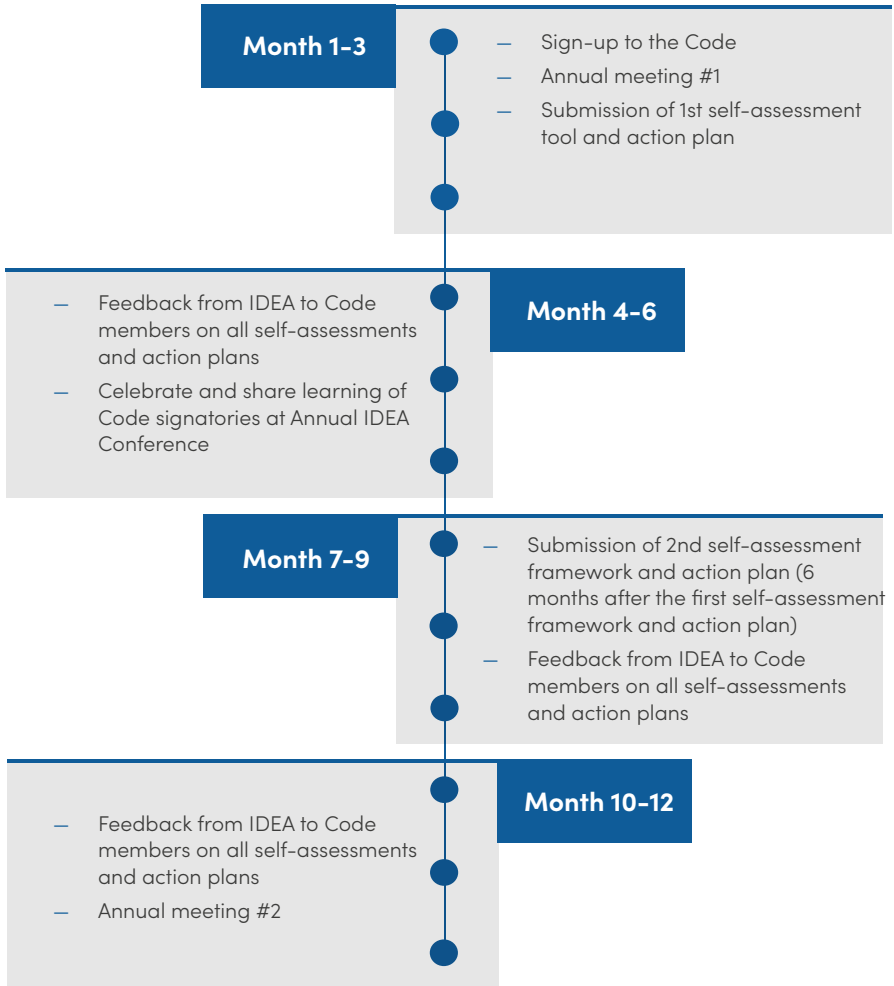 Month 1-3
— Sign-up to the Code
— Annual meeting #1
— Submission of 1st self-assessment
tool and action plan
Month 4-6
— Feedback from IDEA to Code
members on all self-assessments
and action plans
— Celebrate and share learning of
Code signatories at Annual IDEA
Conference
Month 7-9
— Submission of 2nd self-assessment
framework and action plan (6
months after the first self-assessment
framework and action plan)
— Feedback from IDEA to Code
members on all self-assessments
and action plans
Month 10-12
— Feedback from IDEA to Code
members on all self-assessments
and action plans
— Annual meeting #2